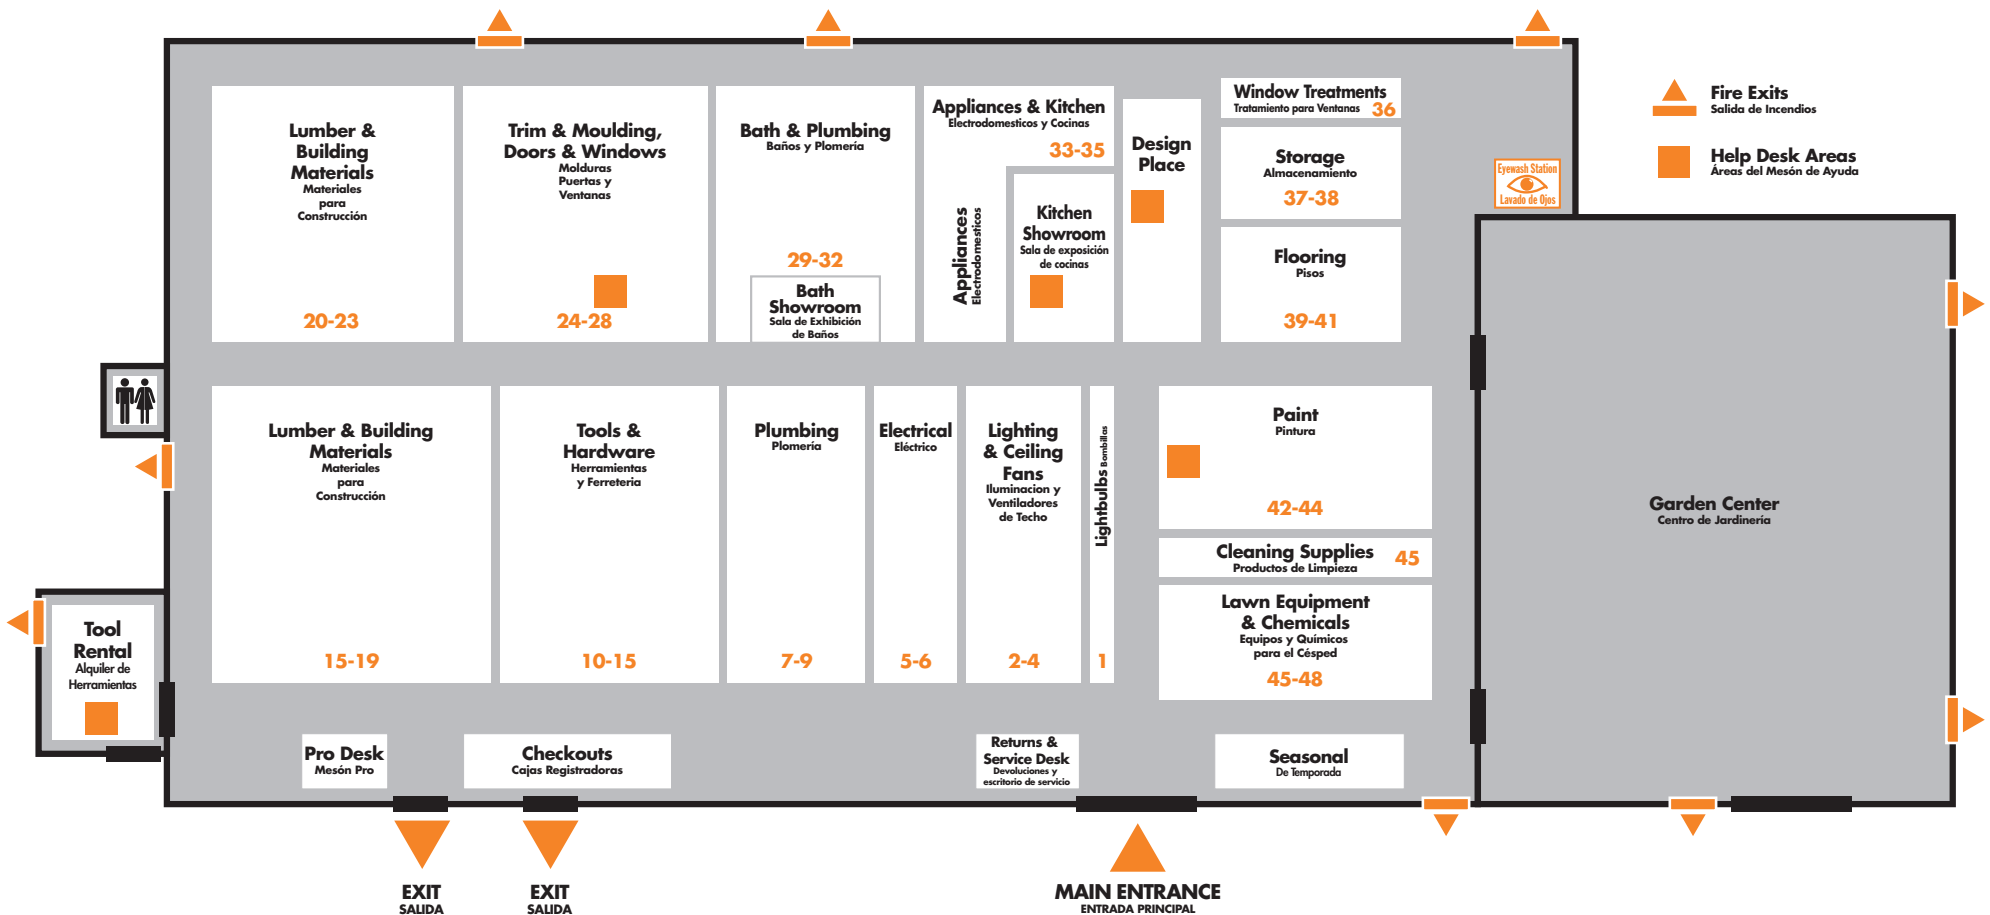 Fire Exits
Salida de Incendios
Help Desk Areas
Áreas del Mesón de Ayuda
Lumber &
Building
Materials
Materiales
para
Construcción
20-23
Trim & Moulding,
Doors & Windows
Molduras
Puertas y
Ventanas
24-28
Bath & Plumbing
Baños y Plomería
29-32
Bath
Showroom
Sala de Exhibición
de Baños
Appliances & Kitchen
Electrodomesticos y Cocinas
33-35
Appliances
Electrodomesticos
Kitchen
Showroom
Sala de exposición
de cocinas
Design
Place
Window Treatments
Tratamiento para Ventanas 36
Storage
Almacenamiento
37-38
Flooring
Pisos
39-41
Eyewash Station
Lavado de Ojos
Lumber & Building
Materials
Materiales
para
Construcción
15-19
Tools &
Hardware
Herramientas
y Ferreteria
10-15
Plumbing
Plomería
7-9
Electrical
Eléctrico
5-6
Lighting
& Ceiling
Fans
Iluminacion y
Ventiladores
de Techo
2-4
Lightbulbs Bombillas
1
Paint
Pintura
42-44
Cleaning Supplies 45
Productos de Limpieza
Lawn Equipment
& Chemicals
Equipos y Químicos
para el Césped
45-48
Garden Center
Centro de Jardinería
Tool
Rental
Alquiler de
Herramientas
Pro Desk
Mesón Pro
Checkouts
Cajas Registradoras
Returns &
Service Desk
Devoluciones y
escritorio de servicio
Seasonal
De Temporada
EXIT
SALIDA
EXIT
SALIDA
MAIN ENTRANCE
ENTRADA PRINCIPAL